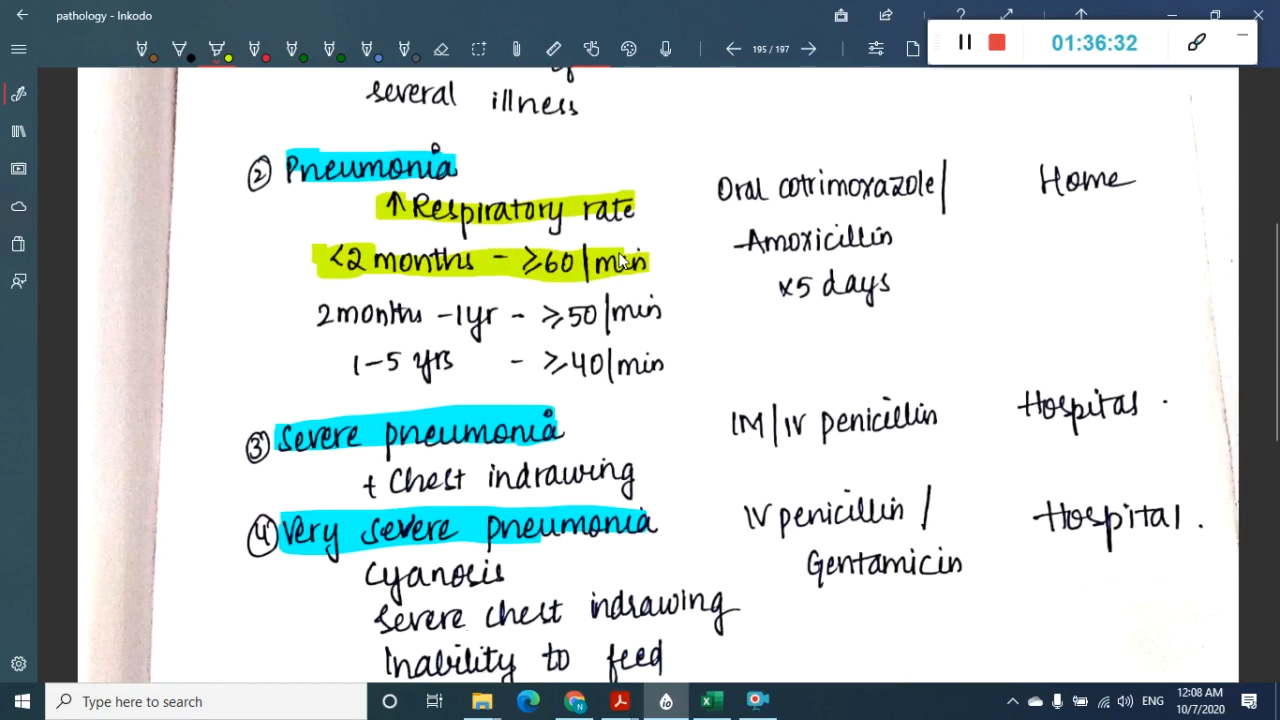 pathology - Inkodo
195 / 197
01:36:32
several illness
② Pneumonia
↑ Respiratory rate
<2 months - ≥60/min
2months -1yr - ≥50/min
1-5 yrs - ≥40/min
Oral cotrimoxazole/
Amoxicillin
x5 days
Home
③ Severe pneumonia
+ Chest indrawing
IM/IV penicillin
Hospital.
④ Very severe pneumonia
Cyanosis
Severe chest indrawing
Inability to feed
IV penicillin /
Gentamicin
Hospital.
Type here to search
ENG
12:08 AM
10/7/2020